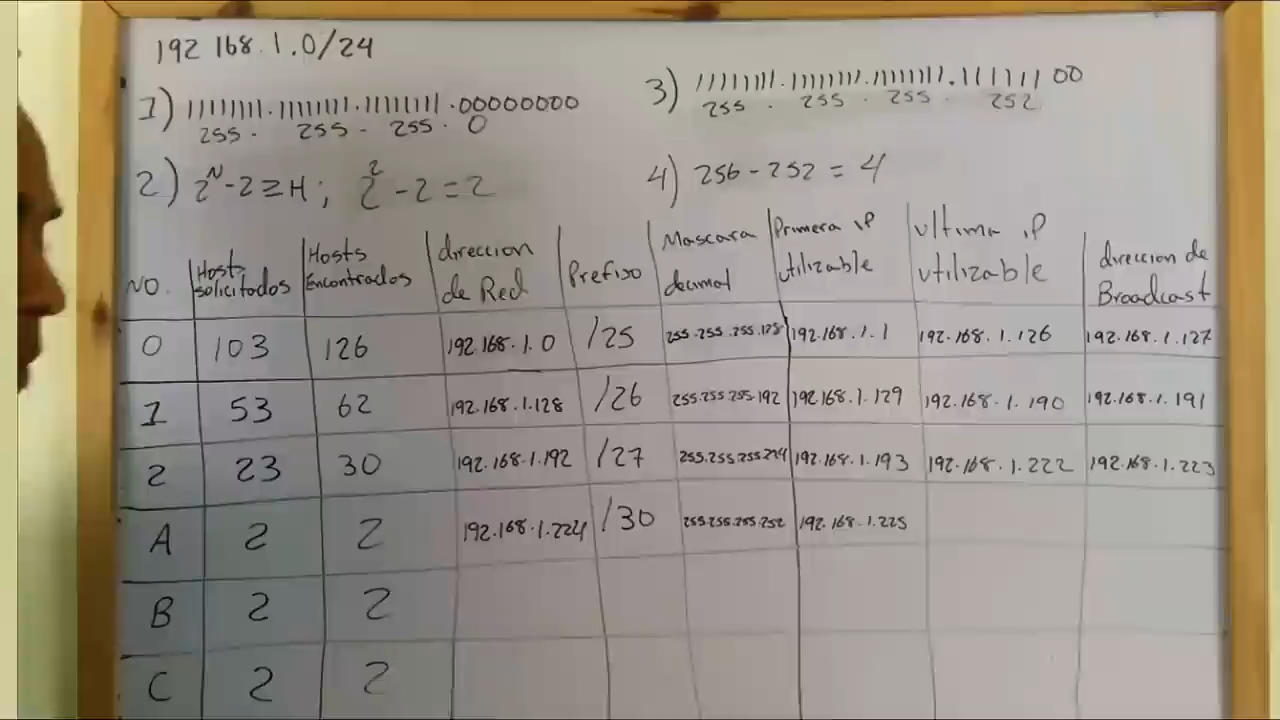 192 168.1.0/24
1) 11111111.11111111.11111111.00000000
255. 255. 255. 0
2) 2^N-2≥H; 2^2-2=2
3) 11111111.11111111.11111111.11111100
255. 255. 255. 252
4) 256-252=4
NO. Hosts solicitados Hosts Encontrados direccion de Red Prefixo Mascara decimal Primera iP utilizable ultima iP utilizable direccion de Broadcast
0 103 126 192.168.1.0 /25 255.255.255.128 192.168.1.1 192.168.1.126 192.168.1.127
1 53 62 192.168.1.128 /26 255.255.255.192 192.168.1.129 192.168.1.190 192.168.1.191
2 23 30 192.168.1.192 /27 255.255.255.224 192.168.1.193 192.168.1.222 192.168.1.223
A 2 2 192.168.1.224 /30 255.255.255.252 192.168.1.225
B 2 2
C 2 2